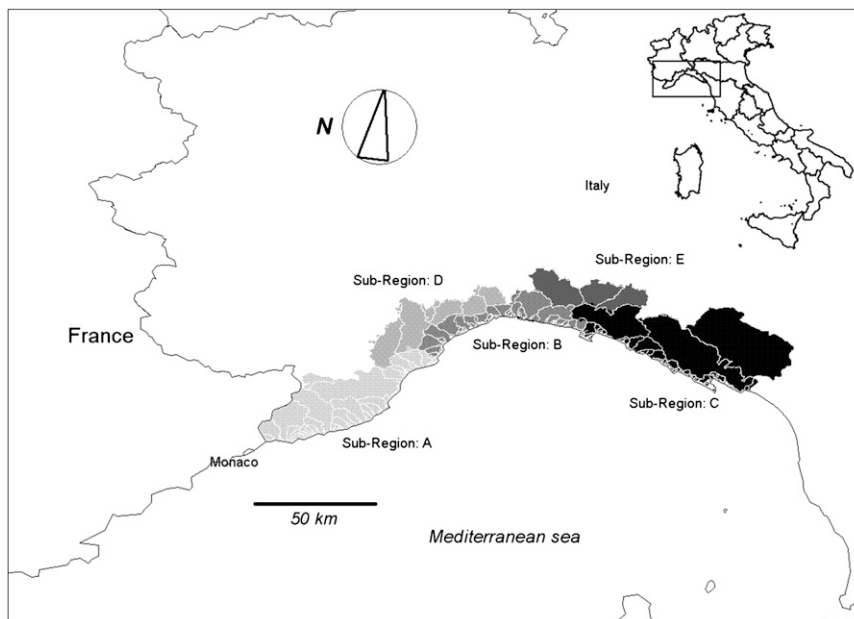 N
Italy
Sub-Region: E
Sub-Region: D
France
Sub-Region: B
Sub-Region: C
Sub-Region: A
Monaco
50 km
Mediterranean sea